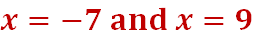 x = −7 and x = 9